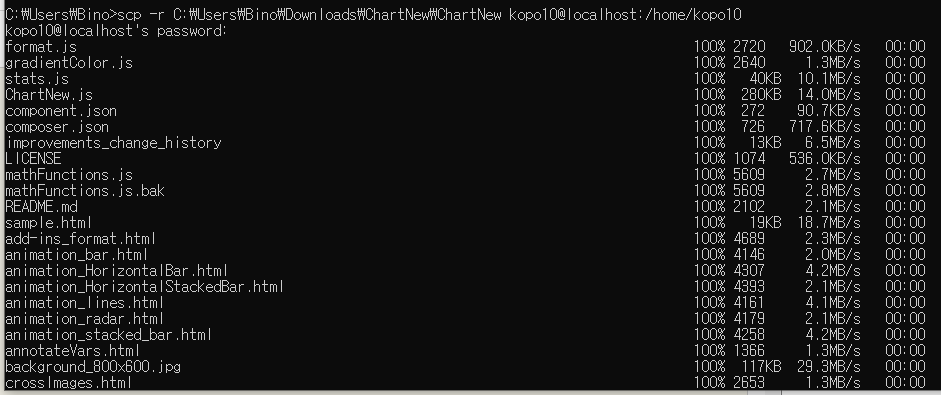 C:₩Users₩Bino>scp -r C:₩Users₩Bino₩Downloads₩ChartNew₩ChartNew kopo10@localhost:/home/kopo10
kopo10@localhost's password:
format.js 100% 2720 902.0KB/s 00:00
gradientColor.js 100% 2640 1.3MB/s 00:00
stats.js 100% 40KB 10.1MB/s 00:00
ChartNew.js 100% 280KB 14.0MB/s 00:00
component.json 100% 272 90.7KB/s 00:00
composer.json 100% 726 717.6KB/s 00:00
improvements_change_history 100% 13KB 6.5MB/s 00:00
LICENSE 100% 1074 536.0KB/s 00:00
mathFunctions.js 100% 5609 2.7MB/s 00:00
mathFunctions.js.bak 100% 5609 2.8MB/s 00:00
README.md 100% 2102 2.1MB/s 00:00
sample.html 100% 19KB 18.7MB/s 00:00
add-ins_format.html 100% 4689 2.3MB/s 00:00
animation_bar.html 100% 4146 2.0MB/s 00:00
animation_HorizontalBar.html 100% 4307 4.2MB/s 00:00
animation_HorizontalStackedBar.html 100% 4393 2.1MB/s 00:00
animation_lines.html 100% 4161 4.1MB/s 00:00
animation_radar.html 100% 4179 2.1MB/s 00:00
animation_stacked_bar.html 100% 4258 4.2MB/s 00:00
annotateVars.html 100% 1366 1.3MB/s 00:00
background_800x600.jpg 100% 117KB 29.3MB/s 00:00
crossImages.html 100% 2653 1.3MB/s 00:00